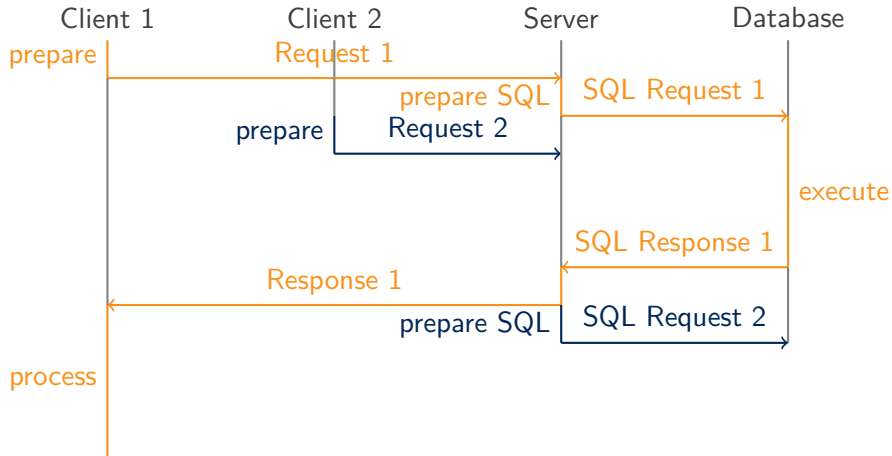 Client 1
Client 2
Server
Database
prepare
Request 1
prepare SQL
SQL Request 1
prepare
Request 2
execute
SQL Response 1
Response 1
prepare SQL
SQL Request 2
process